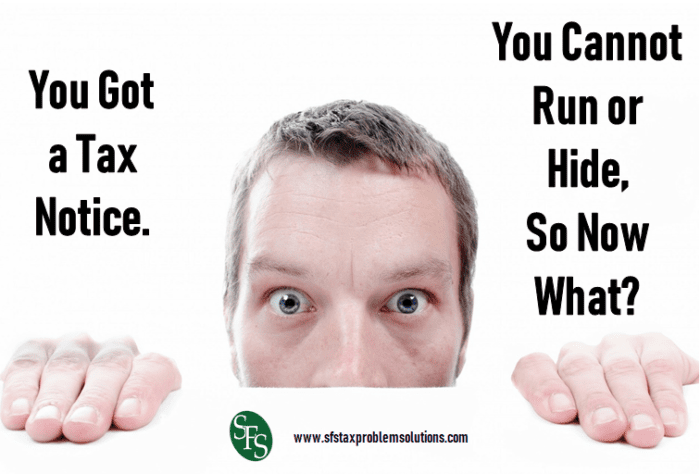 You Got
a Tax
Notice.
You Cannot
Run or
Hide,
So Now
What?
SFS
www.sfstaxproblemsolutions.com